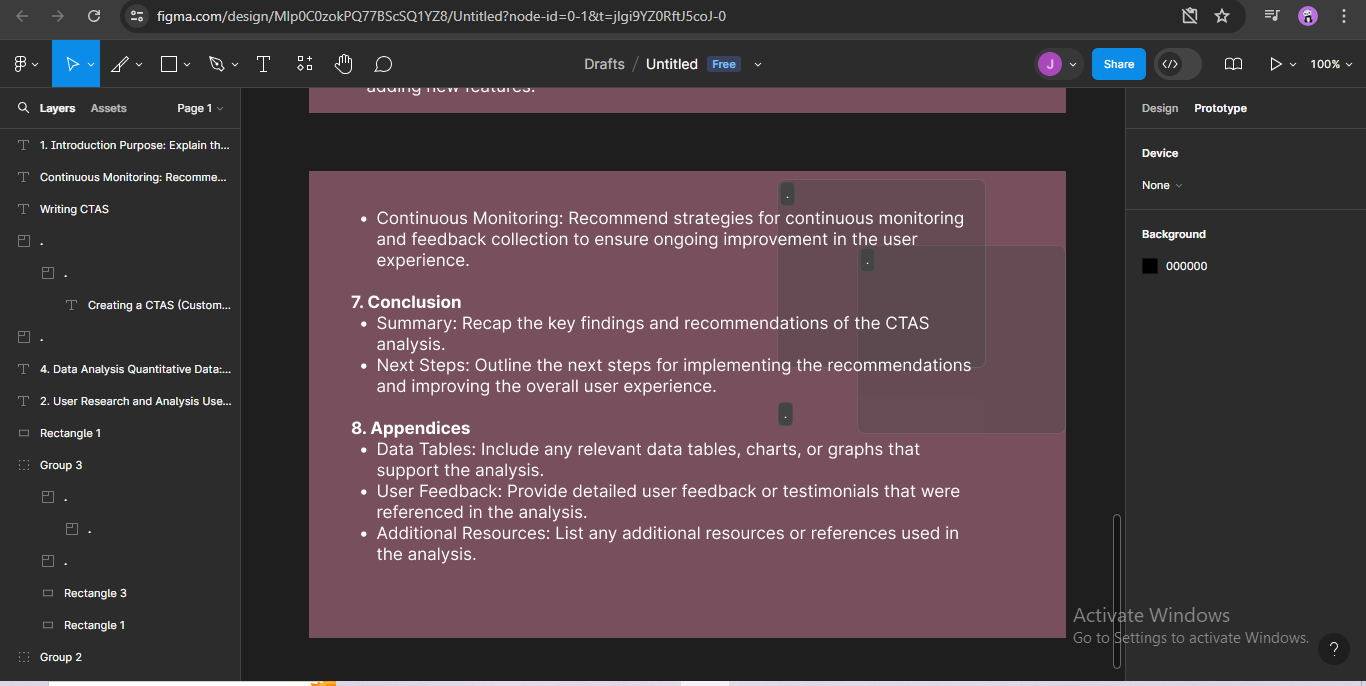 figma.com/design/MIp0C0zokPQ77BScSQ1YZ8/Untitled?node-id=0-1&t=jIgi9YZ0RftJ5coJ-0
Drafts / Untitled Free
J
Share
100%
Layers Assets Page 1
1. Introduction Purpose: Explain th...
Continuous Monitoring: Recomme...
Writing CTAS
.
.
Creating a CTAS (Custom...
.
4. Data Analysis Quantitative Data:...
2. User Research and Analysis Use...
Rectangle 1
Group 3
.
.
.
Rectangle 3
Rectangle 1
Group 2
adding new features.
• Continuous Monitoring: Recommend strategies for continuous monitoring
and feedback collection to ensure ongoing improvement in the user
experience.
7. Conclusion
• Summary: Recap the key findings and recommendations of the CTAS
analysis.
• Next Steps: Outline the next steps for implementing the recommendations
and improving the overall user experience.
8. Appendices
• Data Tables: Include any relevant data tables, charts, or graphs that
support the analysis.
• User Feedback: Provide detailed user feedback or testimonials that were
referenced in the analysis.
• Additional Resources: List any additional resources or references used in
the analysis.
.
.
.
Design Prototype
Device
None
Background
000000
Activate Windows
Go to Settings to activate Windows.
?